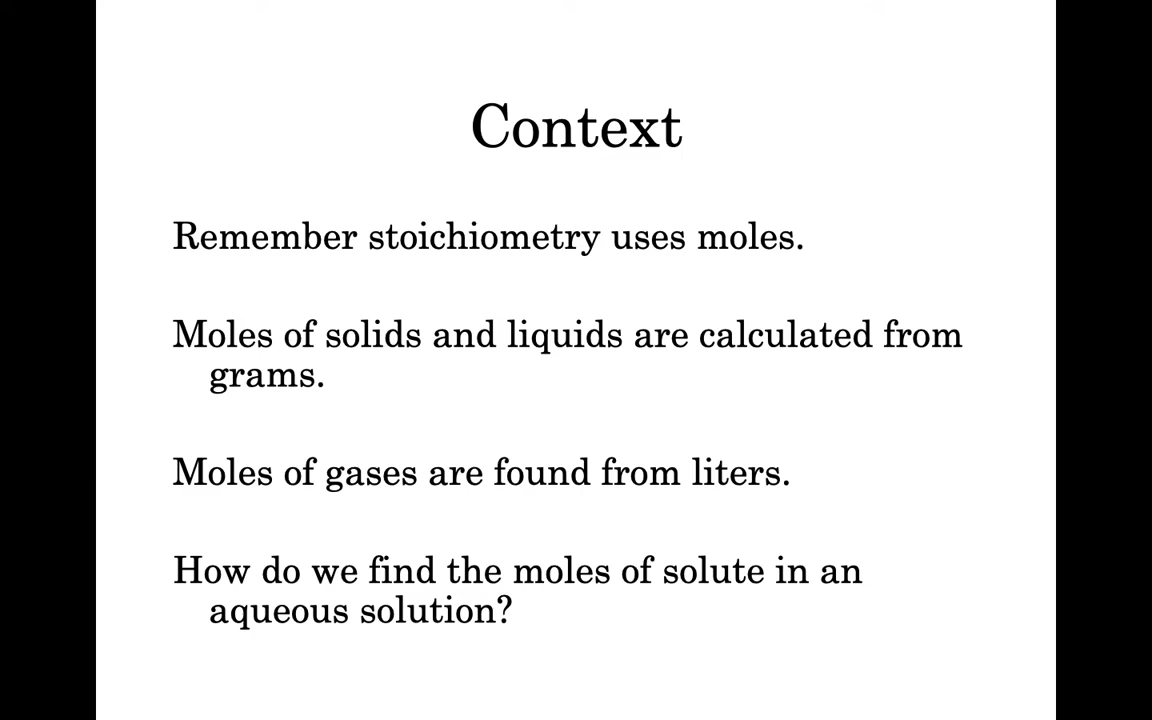 Context
Remember stoichiometry uses moles.
Moles of solids and liquids are calculated from
grams.
Moles of gases are found from liters.
How do we find the moles of solute in an
aqueous solution?